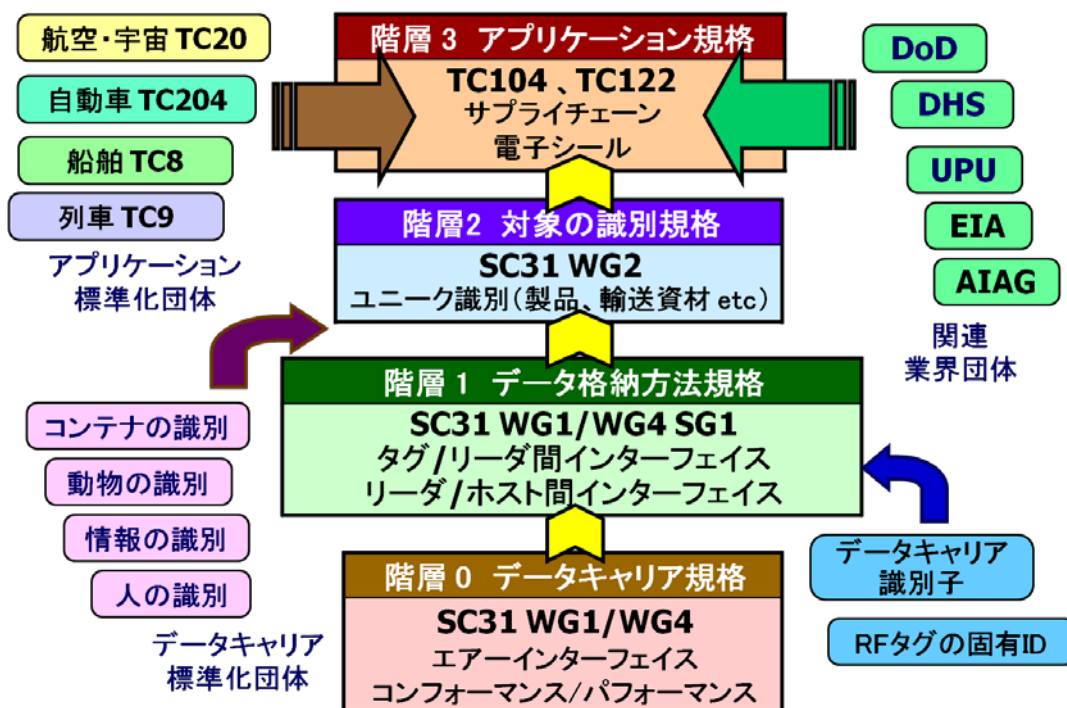 航空・宇宙 TC20
自動車 TC204
船舶 TC8
列車 TC9
アプリケーション
標準化団体
階層 3 アプリケーション規格
TC104 、TC122
サプライチェーン
電子シール
DoD
DHS
UPU
EIA
AIAG
関連
業界団体
階層2 対象の識別規格
SC31 WG2
ユニーク識別(製品、輸送資材 etc)
階層 1 データ格納方法規格
SC31 WG1/WG4 SG1
タグ/リーダ間インターフェイス
リーダ/ホスト間インターフェイス
コンテナの識別
動物の識別
情報の識別
人の識別
データキャリア
標準化団体
階層 0 データキャリア規格
SC31 WG1/WG4
エアーインターフェイス
コンフォーマンス/パフォーマンス
データキャリア
識別子
RFタグの固有ID